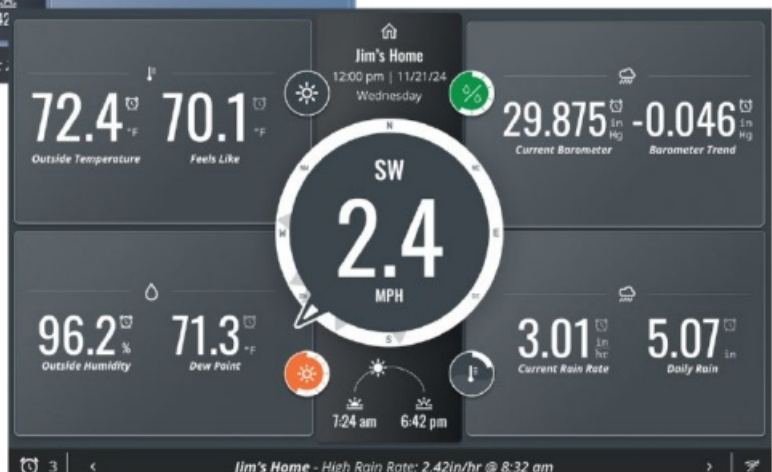 Jim's Home
12:00 pm | 11/21/24
Wednesday
72.4 °F
Outside Temperature
70.1 °F
Feels Like
29.875 in Hg
Current Barometer
-0.046 in Hg
Barometer Trend
N
E
S
W
SW
2.4
MPH
96.2 %
Outside Humidity
71.3 °F
Dew Point
3.01 in hr
Current Rain Rate
5.07 in
Daily Rain
7:24 am
6:42 pm
3 < Jim's Home - High Rain Rate: 2.42in/hr @ 8:32 am >